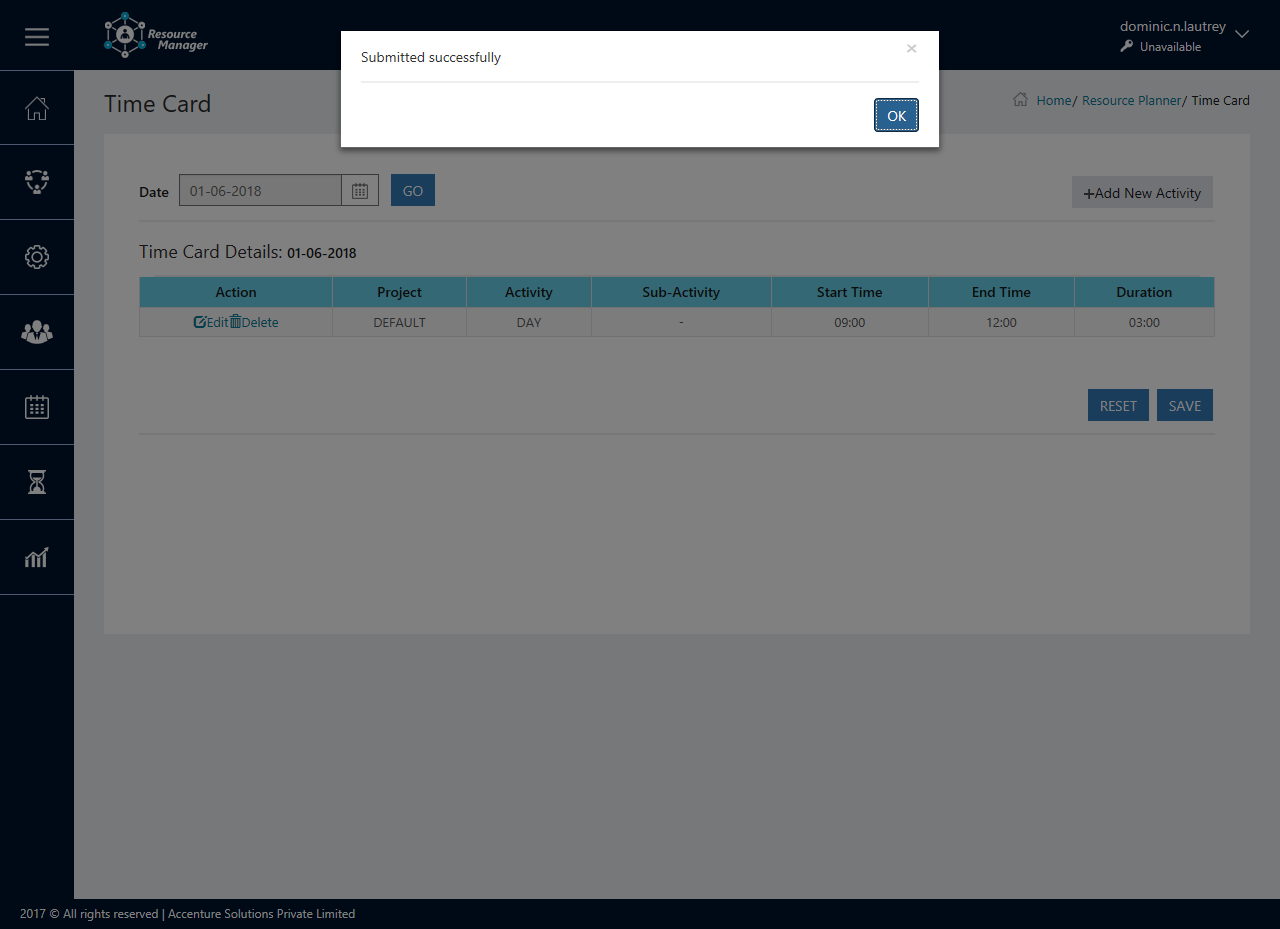 Resource
Manager
dominic.n.lautrey
Unavailable
Submitted successfully
×
OK
Time Card
Home/ Resource Planner/ Time Card
Date 01-06-2018 GO
+Add New Activity
Time Card Details: 01-06-2018
Action Project Activity Sub-Activity Start Time End Time Duration
Edit Delete DEFAULT DAY - 09:00 12:00 03:00
RESET SAVE
2017 © All rights reserved | Accenture Solutions Private Limited